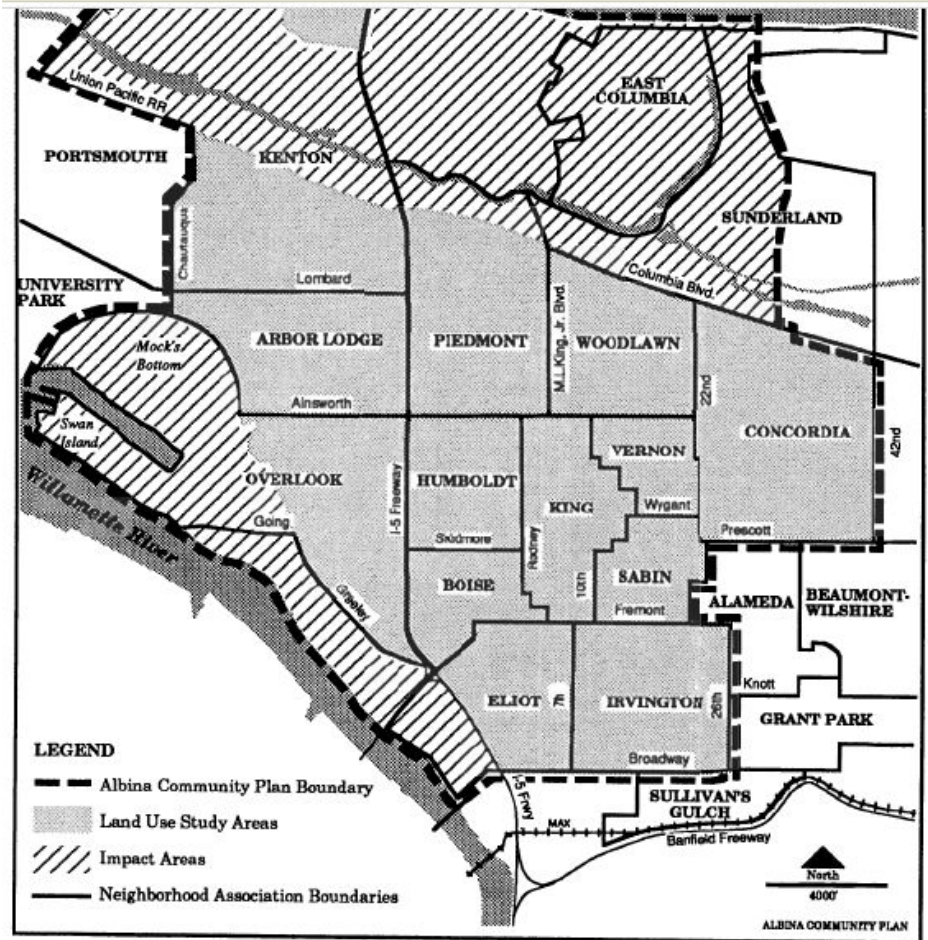 EAST
COLUMBIA
Union Pacific RR
PORTSMOUTH
KENTON
SUNDERLAND
Chautauqua
Columbia Blvd.
Lombard
UNIVERSITY
PARK
M.L.King, Jr. Blvd.
ARBOR LODGE
PIEDMONT
WOODLAWN
Mock's
Bottom
22nd
Ainsworth
Swan
Island
CONCORDIA
42nd
VERNON
OVERLOOK
HUMBOLDT
I-5 Freeway
KING
Wygant
Willamette River
Going
Skidmore
Rodney
Prescott
BOISE
10th
SABIN
Greeley
Fremont
ALAMEDA
BEAUMONT-
WILSHIRE
Knott
ELIOT
7th
IRVINGTON
26th
GRANT PARK
Broadway
LEGEND
Albina Community Plan Boundary
Land Use Study Areas
Impact Areas
Neighborhood Association Boundaries
I-5 Frwy
SULLIVAN'S
GULCH
MAX
Banfield Freeway
North
4000'
ALBINA COMMUNITY PLAN